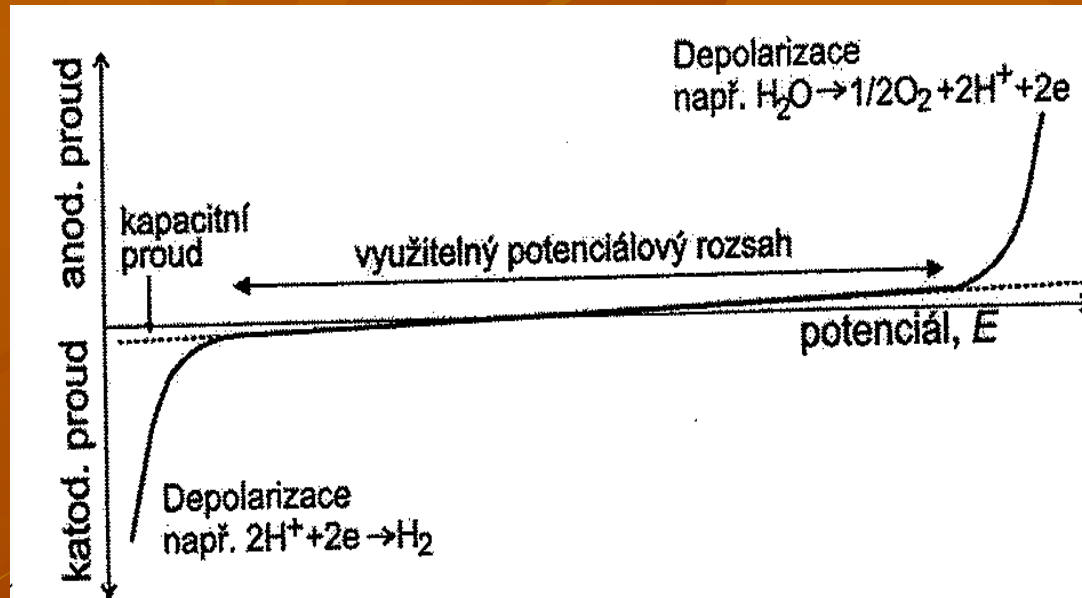 Depolarizace
např. H₂O→1/2O₂+2H⁺+2e
anod. proud
kapacitní
proud
využitelný potenciálový rozsah
potenciál, E
katod. proud
Depolarizace
např. 2H⁺+2e→H₂